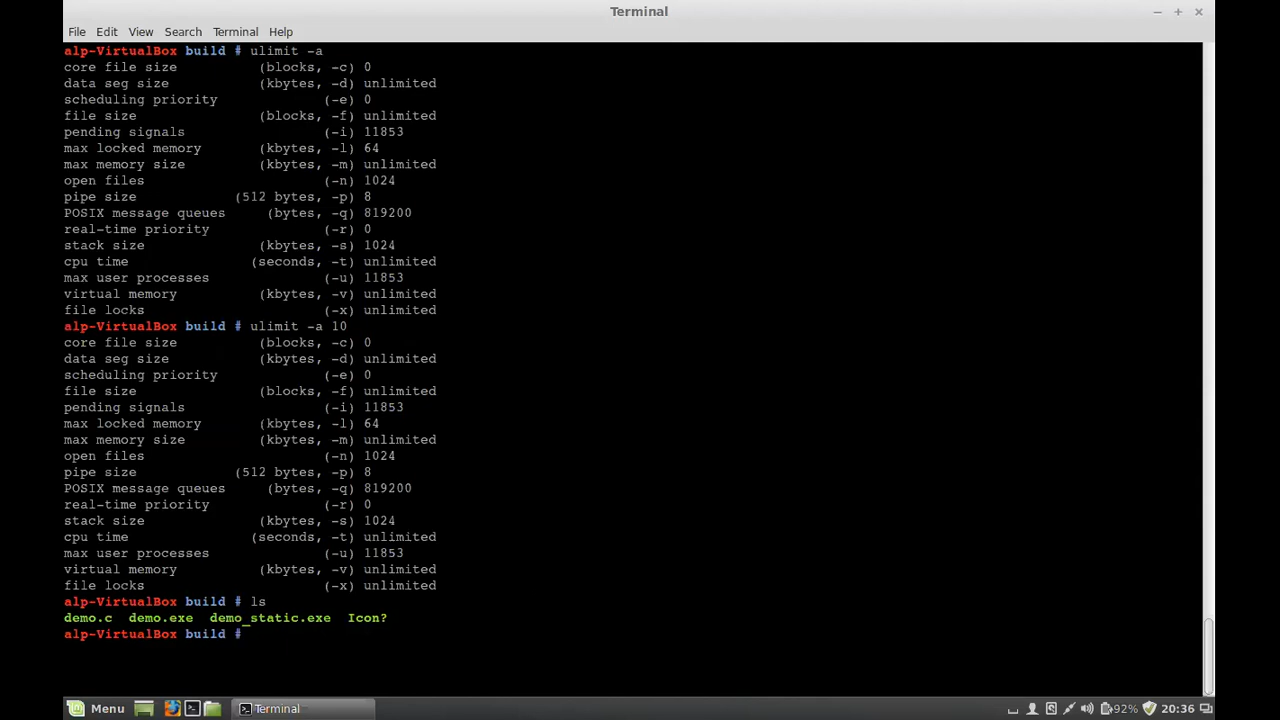 Terminal
File Edit View Search Terminal Help
alp-VirtualBox build # ulimit -a
core file size (blocks, -c) 0
data seg size (kbytes, -d) unlimited
scheduling priority (-e) 0
file size (blocks, -f) unlimited
pending signals (-i) 11853
max locked memory (kbytes, -l) 64
max memory size (kbytes, -m) unlimited
open files (-n) 1024
pipe size (512 bytes, -p) 8
POSIX message queues (bytes, -q) 819200
real-time priority (-r) 0
stack size (kbytes, -s) 1024
cpu time (seconds, -t) unlimited
max user processes (-u) 11853
virtual memory (kbytes, -v) unlimited
file locks (-x) unlimited
alp-VirtualBox build # ulimit -a 10
core file size (blocks, -c) 0
data seg size (kbytes, -d) unlimited
scheduling priority (-e) 0
file size (blocks, -f) unlimited
pending signals (-i) 11853
max locked memory (kbytes, -l) 64
max memory size (kbytes, -m) unlimited
open files (-n) 1024
pipe size (512 bytes, -p) 8
POSIX message queues (bytes, -q) 819200
real-time priority (-r) 0
stack size (kbytes, -s) 1024
cpu time (seconds, -t) unlimited
max user processes (-u) 11853
virtual memory (kbytes, -v) unlimited
file locks (-x) unlimited
alp-VirtualBox build # ls
demo.c demo.exe demo_static.exe Icon?
alp-VirtualBox build #
Menu Terminal 92% 20:36